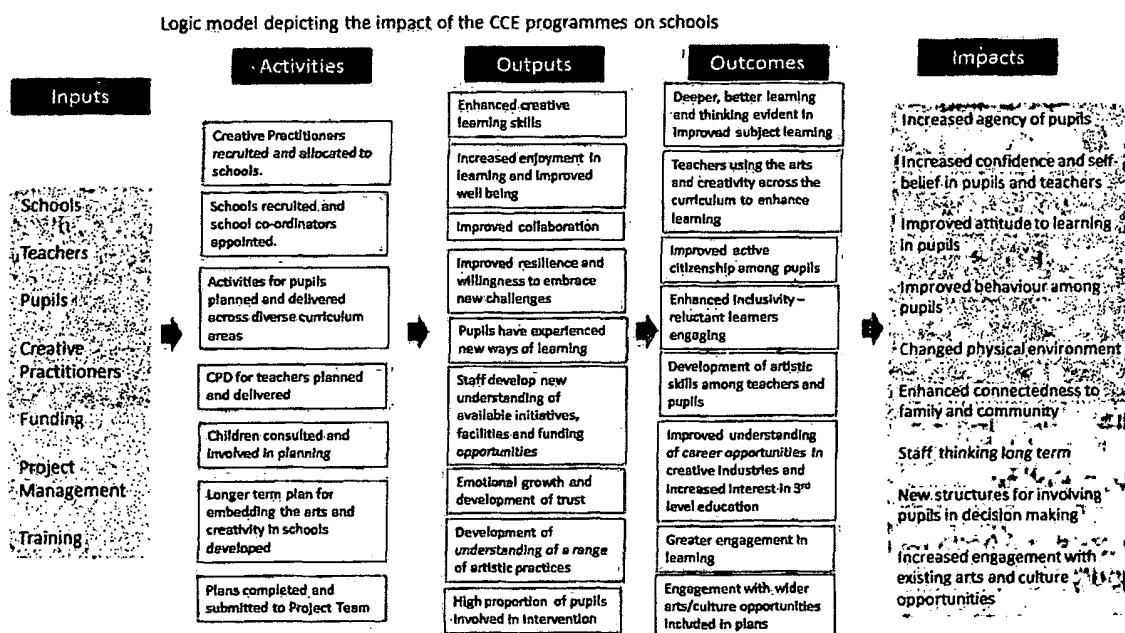 Logic model depicting the impact of the CCE programmes on schools
Inputs
Schools
Teachers
Pupils
Creative
Practitioners
Funding
Project
Management
Training
Activities
Creative Practitioners
recruited and allocated to
schools.
Schools recruited and
school co-ordinators
appointed.
Activities for pupils
planned and delivered
across diverse curriculum
areas
CPD for teachers planned
and delivered
Children consulted and
involved in planning
Longer term plan for
embedding the arts and
creativity in schools
developed
Plans completed and
submitted to Project Team
Outputs
Enhanced creative
learning skills
Increased enjoyment in
learning and improved
well being
Improved collaboration
Improved resilience and
willingness to embrace
new challenges
Pupils have experienced
new ways of learning
Staff develop new
understanding of
available initiatives,
facilities and funding
opportunities
Emotional growth and
development of trust
Development of
understanding of a range
of artistic practices
High proportion of pupils
involved in intervention
Outcomes
Deeper, better learning
and thinking evident in
improved subject learning
Teachers using the arts
and creativity across the
curriculum to enhance
learning
Improved active
citizenship among pupils
Enhanced inclusivity –
reluctant learners
engaging
Development of artistic
skills among teachers and
pupils
Improved understanding
of career opportunities in
creative industries and
increased interest in 3rd
level education
Greater engagement in
learning
Engagement with wider
arts/culture opportunities
included in plans
Impacts
Increased agency of pupils
Increased confidence and self-
belief in pupils and teachers
Improved attitude to learning
in pupils
Improved behaviour among
pupils
Changed physical environment
Enhanced connectedness to
family and community
Staff thinking long term
New structures for involving
pupils in decision making
Increased engagement with
existing arts and culture
opportunities